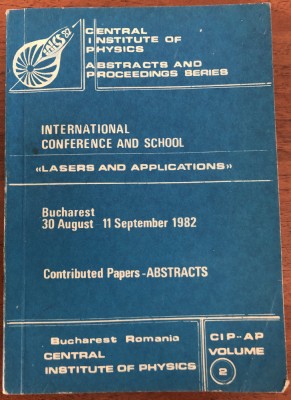 CENTRAL
INSTITUTE OF
PHYSICS
ABSTRACTS AND
PROCEEDINGS SERIES
INTERNATIONAL
CONFERENCE AND SCHOOL
«LASERS AND APPLICATIONS»
Bucharest
30 August 11 September 1982
Contributed Papers-ABSTRACTS
Bucharest Romania
CENTRAL
INSTITUTE OF PHYSICS
CIP-AP
VOLUME
2